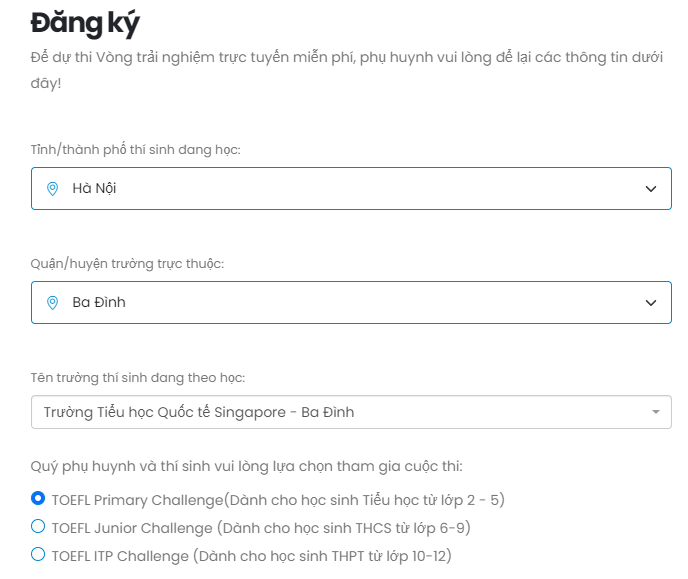 Đăng ký
Để dự thi Vòng trải nghiệm trực tuyến miễn phí, phụ huynh vui lòng để lại các thông tin dưới
đây!
Tỉnh/thành phố thí sinh đang học:
Hà Nội
Quận/huyện trường trực thuộc:
Ba Đình
Tên trường thí sinh đang theo học:
Trường Tiểu học Quốc tế Singapore - Ba Đình
Quý phụ huynh và thí sinh vui lòng lựa chọn tham gia cuộc thi:
TOEFL Primary Challenge(Dành cho học sinh Tiểu học từ lớp 2 - 5)
TOEFL Junior Challenge (Dành cho học sinh THCS từ lớp 6-9)
TOEFL ITP Challenge (Dành cho học sinh THPT từ lớp 10-12)